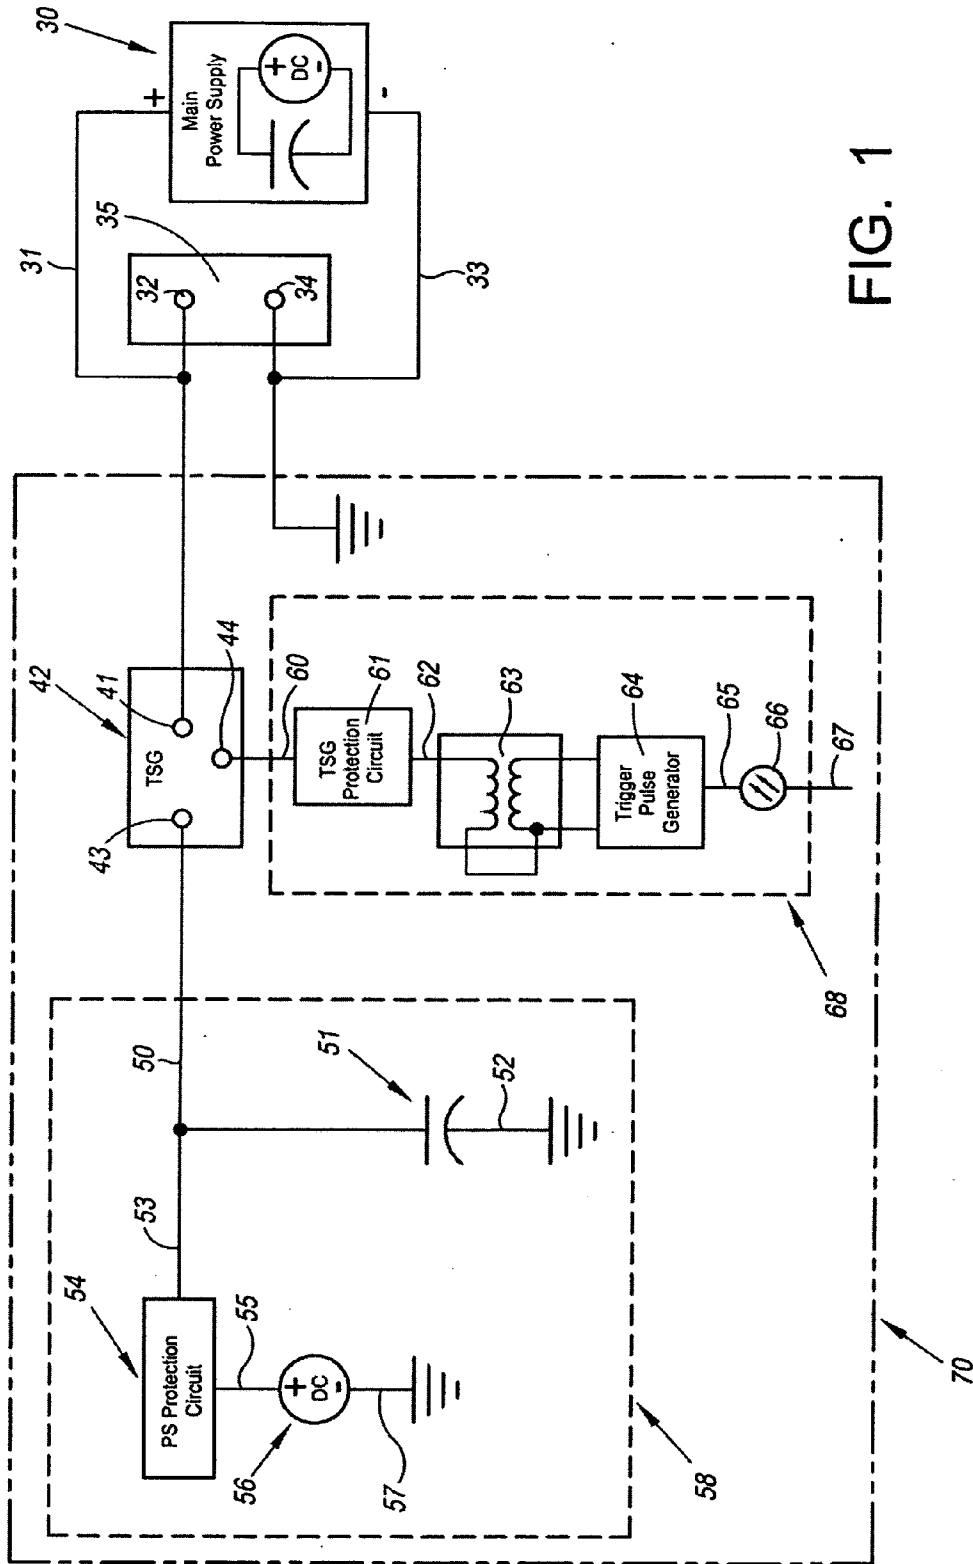 54
PS Protection
Circuit
53
50
55
56
+
DC
-
57
51
52
58
42
TSG
43
41
44
60
TSG
Protection
Circuit
61
62
63
Trigger
Pulse
Generator
64
65
66
67
68
70
31
32
35
34
33
30
+
Main
Power Supply
+
DC
-
-
FIG. 1